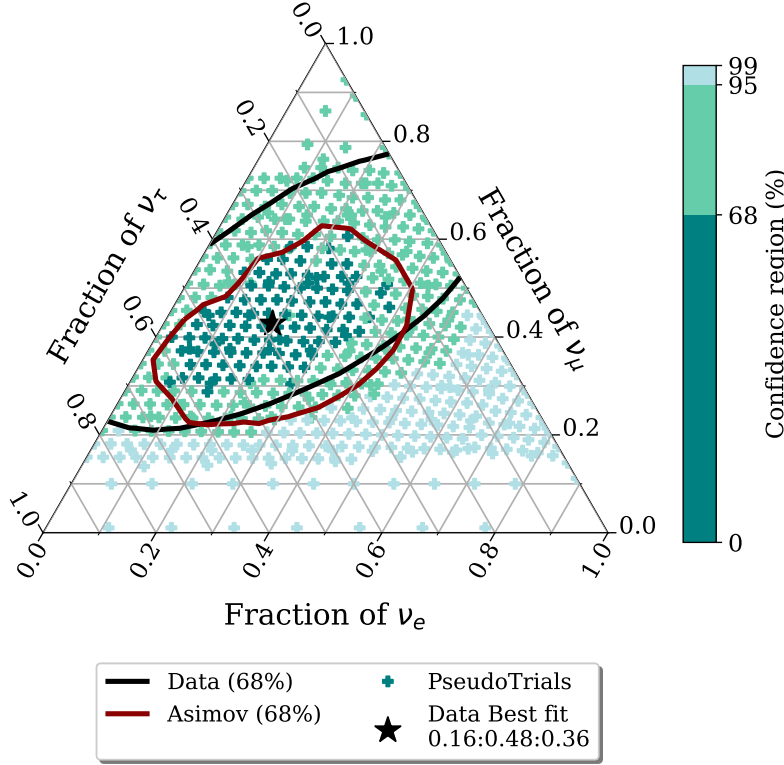 0.0
1.0
0.2
0.8
0.4
0.6
0.6
0.4
0.8
0.2
1.0
0.0
0.0
0.2
0.4
0.6
0.8
1.0
Fraction of ντ
Fraction of νμ
Fraction of νe
99
95
68
0
Confidence region (%)
Data (68%)
Asimov (68%)
PseudoTrials
Data Best fit
0.16:0.48:0.36